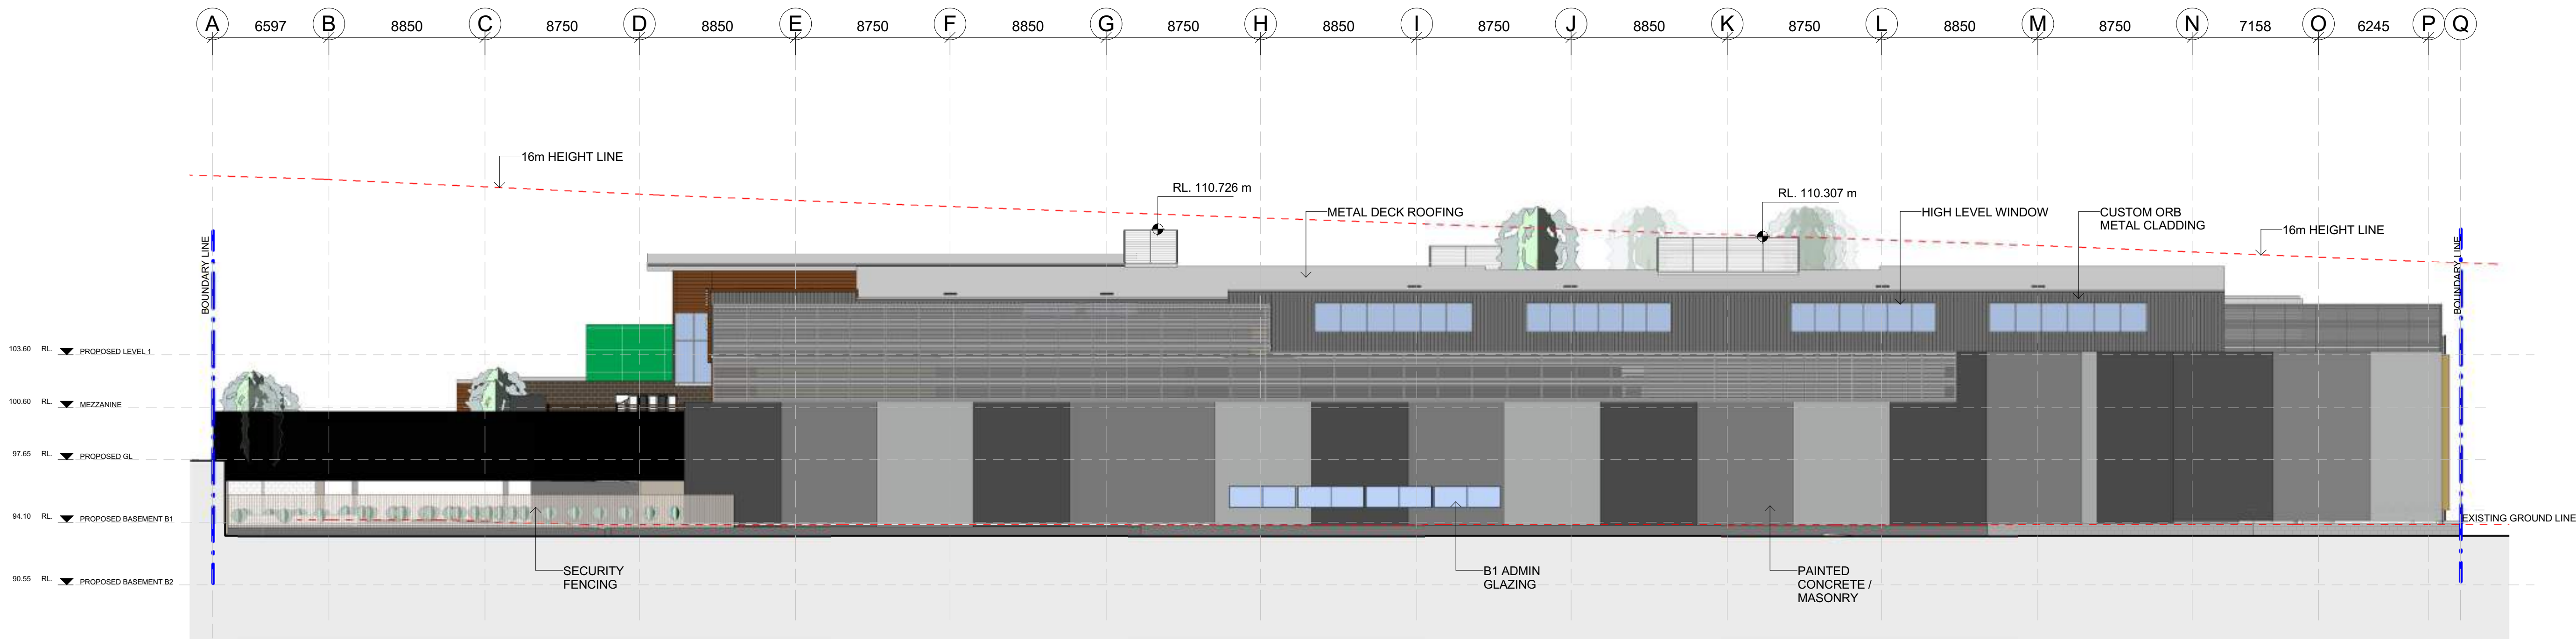 A 6597 B 8850 C 8750 D 8850 E 8750 F 8850 G 8750 H 8850 I 8750 J 8850 K 8750 L 8850 M 8750 N 7158 O 6245 P Q
16m HEIGHT LINE
RL. 110.726 m
RL. 110.307 m
METAL DECK ROOFING
HIGH LEVEL WINDOW
CUSTOM ORB
METAL CLADDING
16m HEIGHT LINE
BOUNDARY LINE
BOUNDARY LINE
103.60 RL. PROPOSED LEVEL 1
100.60 RL. MEZZANINE
97.65 RL. PROPOSED GL
94.10 RL. PROPOSED BASEMENT B1
EXISTING GROUND LINE
90.55 RL. PROPOSED BASEMENT B2
SECURITY
FENCING
B1 ADMIN
GLAZING
PAINTED
CONCRETE /
MASONRY